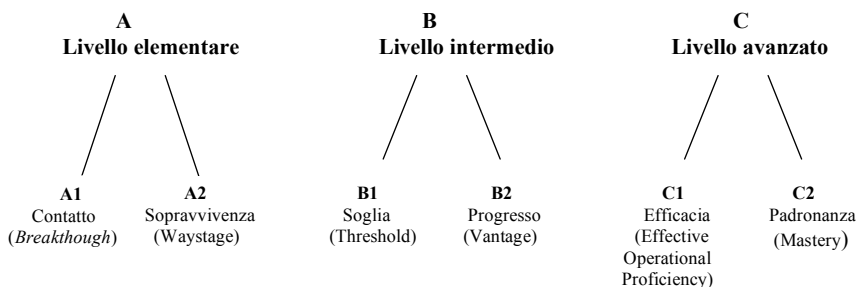 A
Livello elementare
B
Livello intermedio
C
Livello avanzato
A1
Contatto
(Breakthough)
A2
Sopravvivenza
(Waystage)
B1
Soglia
(Threshold)
B2
Progresso
(Vantage)
C1
Efficacia
(Effective
Operational
Proficiency)
C2
Padronanza
(Mastery)